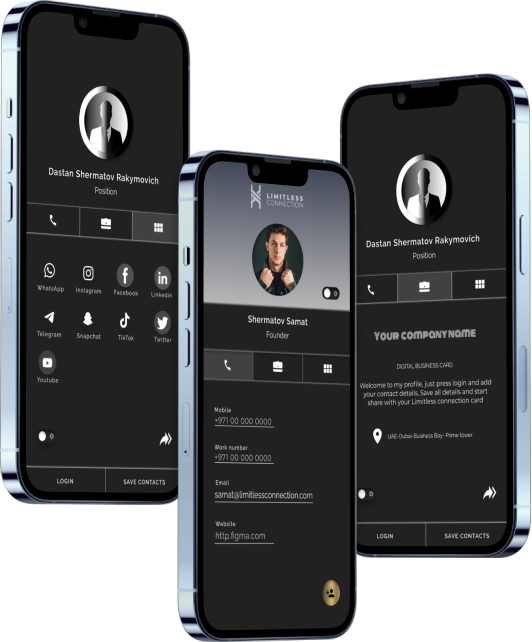 Dastan Shermatov Rakymovich
Position
WhatsApp
Instagram
Facebook
Linkedin
Telegram
Snapchat
TikTok
Twitter
Youtube
LOGIN
SAVE CONTACTS
LIMITLESS
CONNECTION
Shermatov Samat
Founder
Mobile
+971 00 000 0000
Work number
+971 00 000 0000
Email
samat@limitlessconnection.com
Website
http.figma.com
Dastan Shermatov Rakymovich
Position
YOUR COMPANY NAME
DIGITAL BUSINESS CARD
Welcome to my profile, just press login and add
your contact details, Save all details and start
share with your Limitless connection card
UAE-Dubai-Business Bay- Prime tower
LOGIN
SAVE CONTACTS